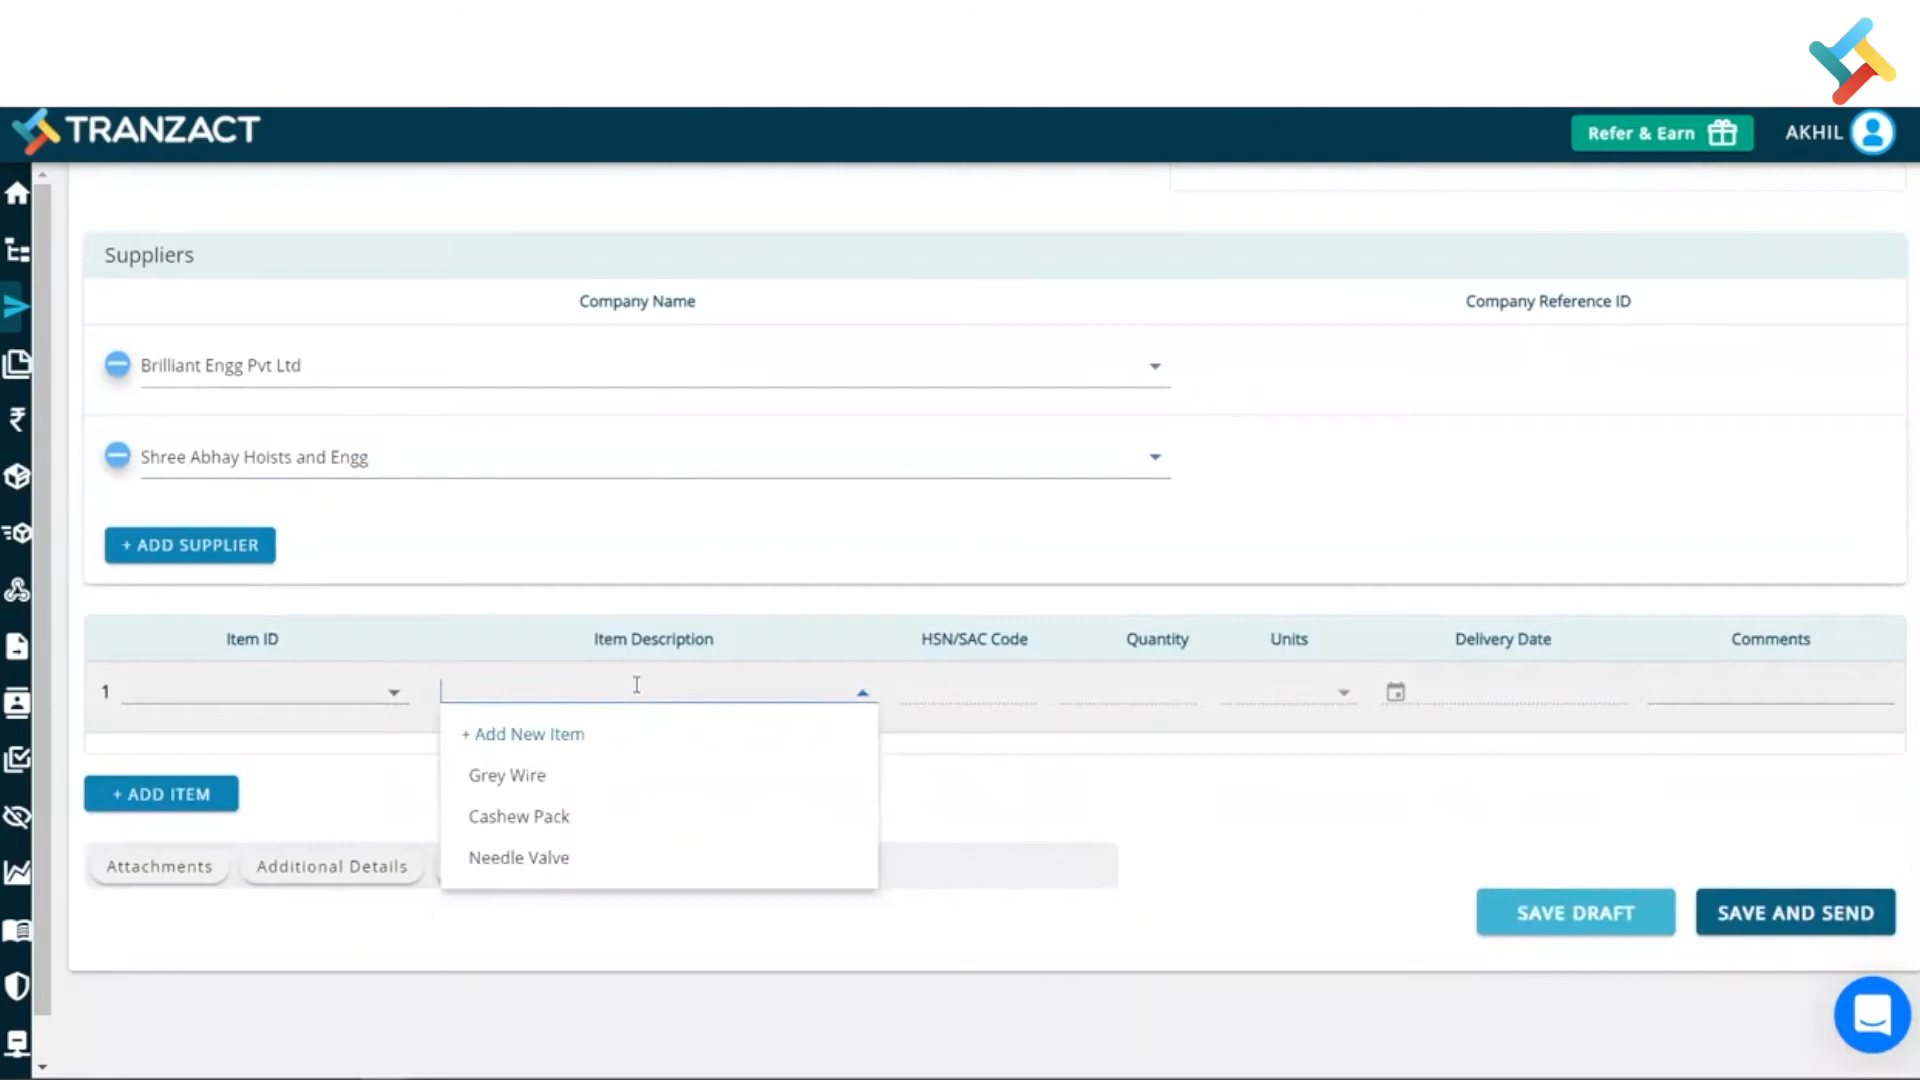 TRANZACT
Refer & Earn
AKHIL
Suppliers
Company Name
Company Reference ID
Brilliant Engg Pvt Ltd
Shree Abhay Hoists and Engg
+ ADD SUPPLIER
Item ID
Item Description
HSN/SAC Code
Quantity
Units
Delivery Date
Comments
1
+ Add New Item
Grey Wire
Cashew Pack
Needle Valve
+ ADD ITEM
Attachments
Additional Details
SAVE DRAFT
SAVE AND SEND